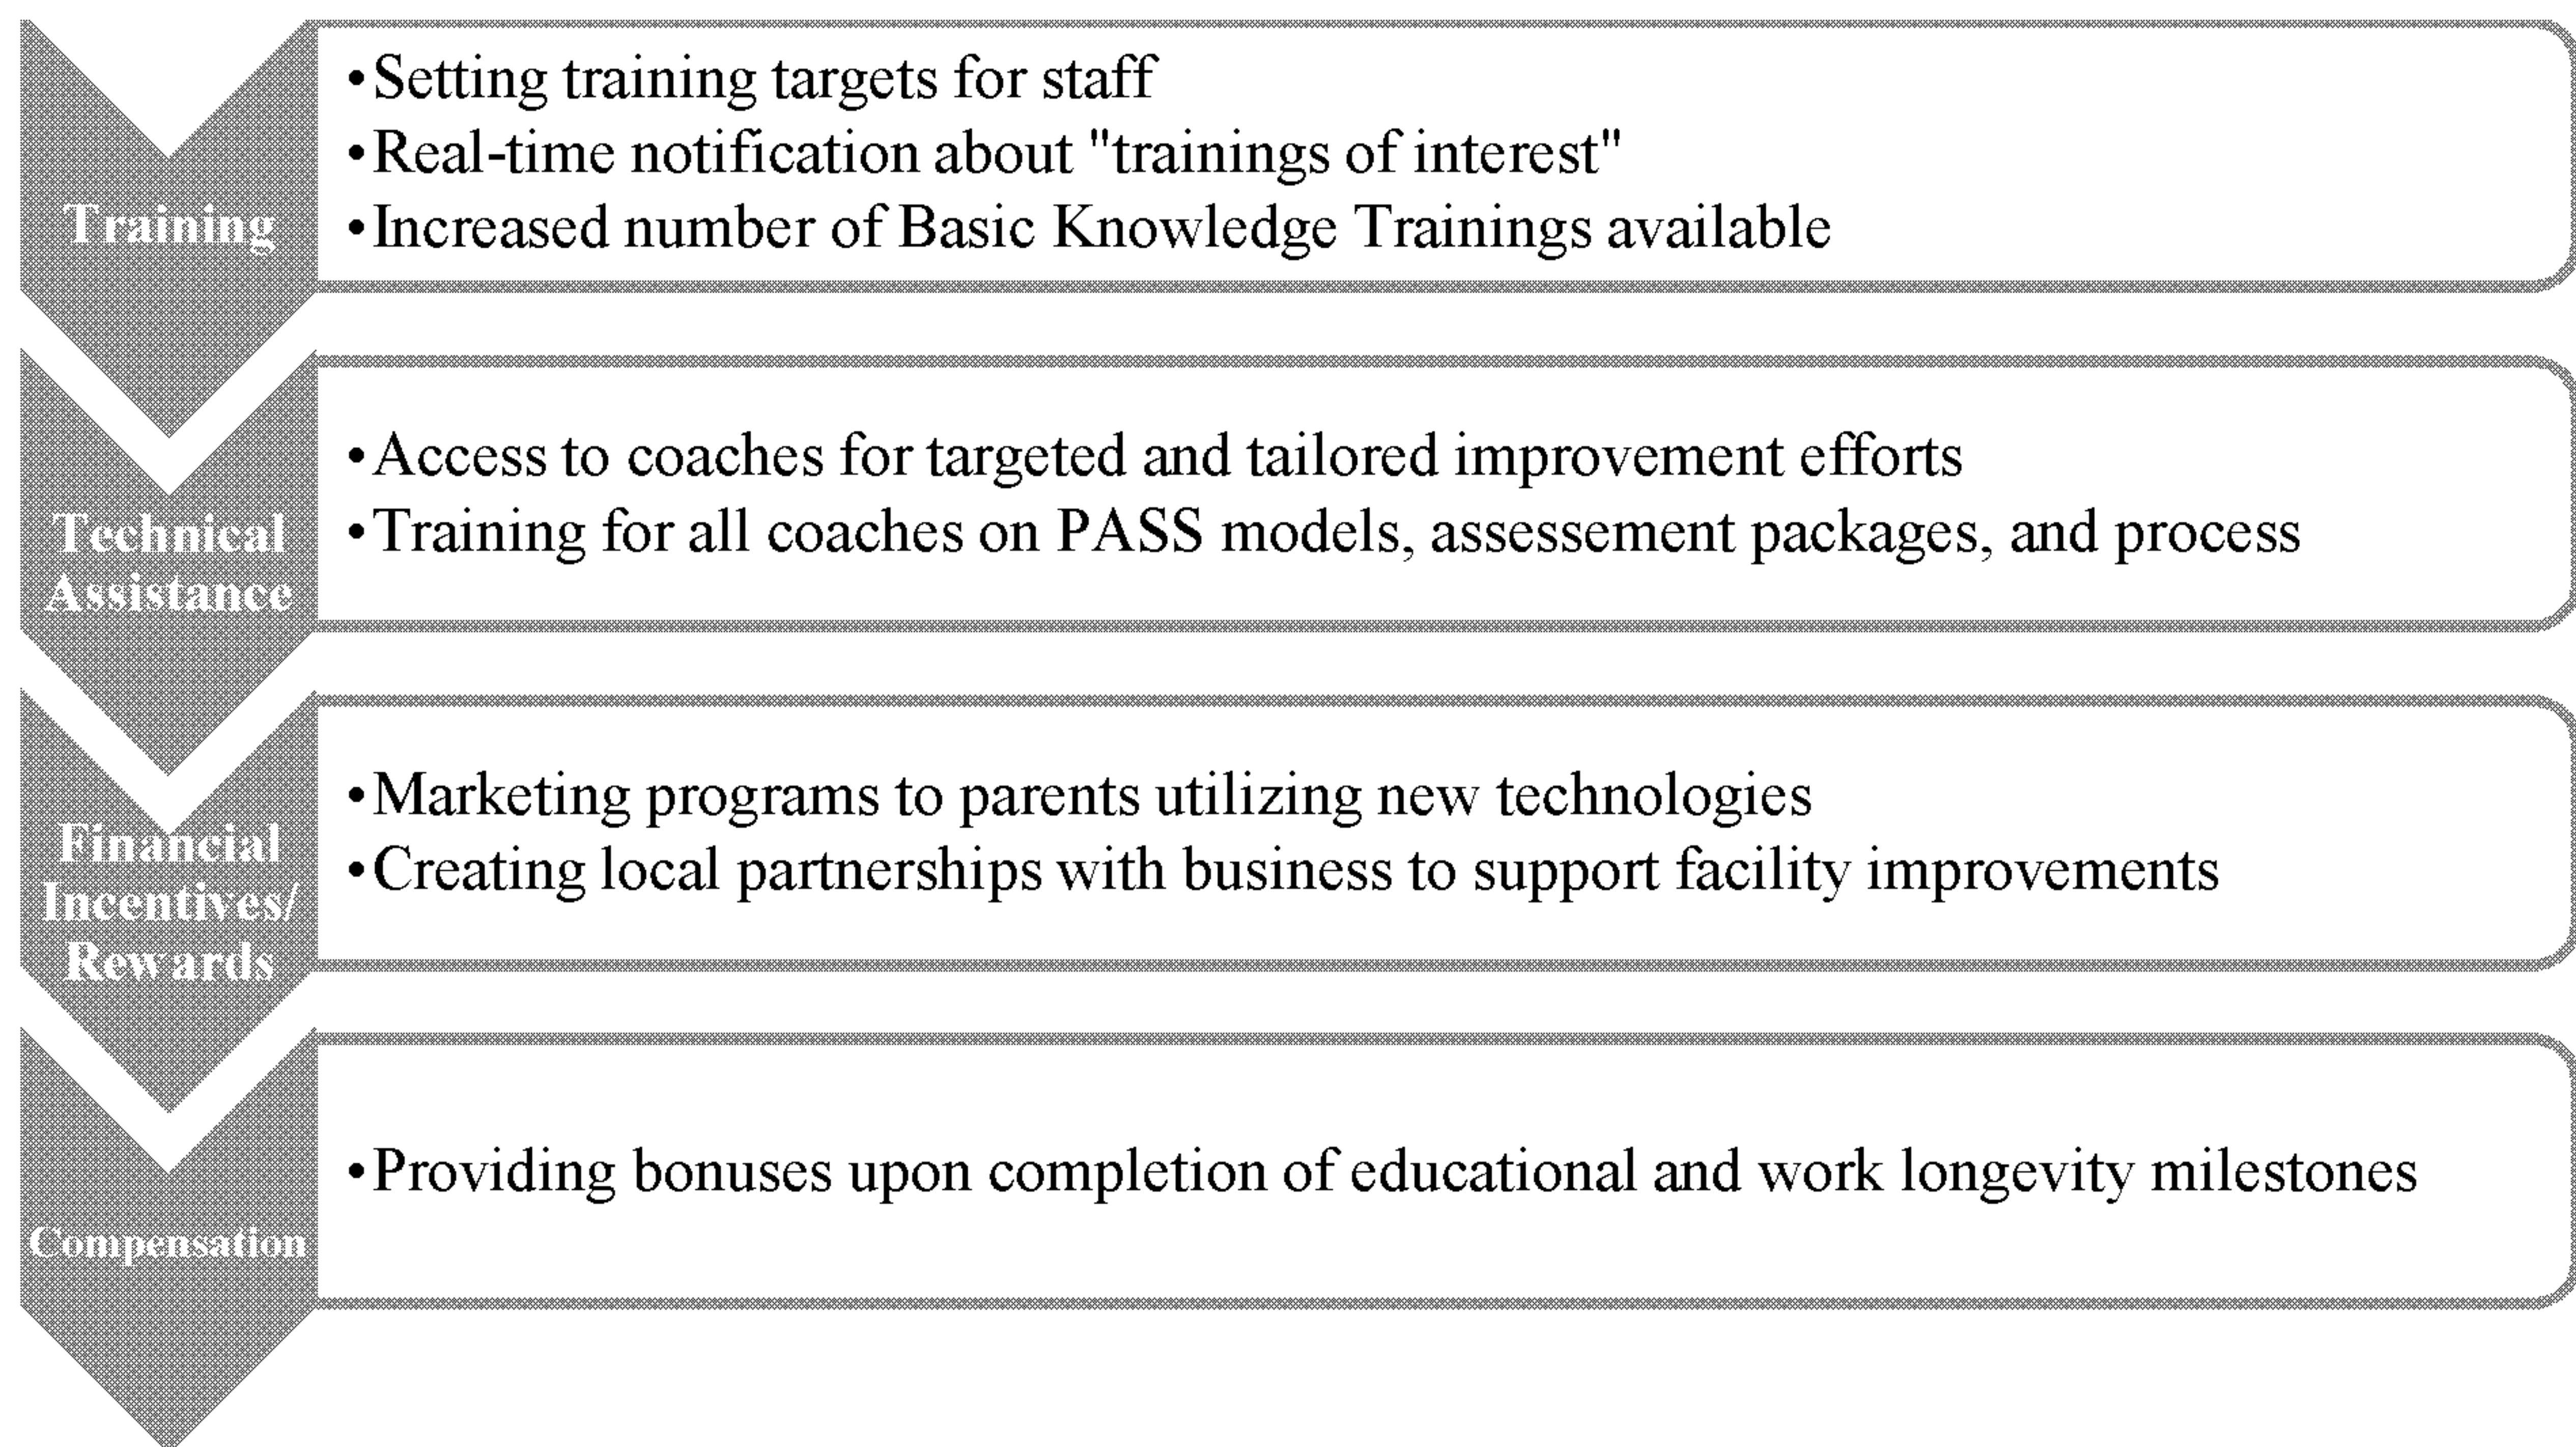 Training
•Setting training targets for staff
•Real-time notification about "trainings of interest"
•Increased number of Basic Knowledge Trainings available
Technical
Assistance
•Access to coaches for targeted and tailored improvement efforts
•Training for all coaches on PASS models, assessement packages, and process
Financial
Incentives/
Rewards
•Marketing programs to parents utilizing new technologies
•Creating local partnerships with business to support facility improvements
Compensation
•Providing bonuses upon completion of educational and work longevity milestones